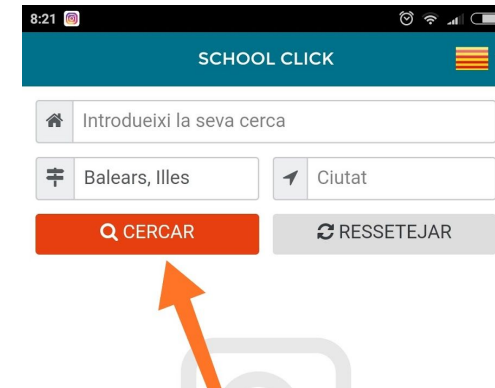 8:21
SCHOOL CLICK
Introdueixi la seva cerca
Balears, Illes
Ciutat
CERCAR
RESSETEJAR